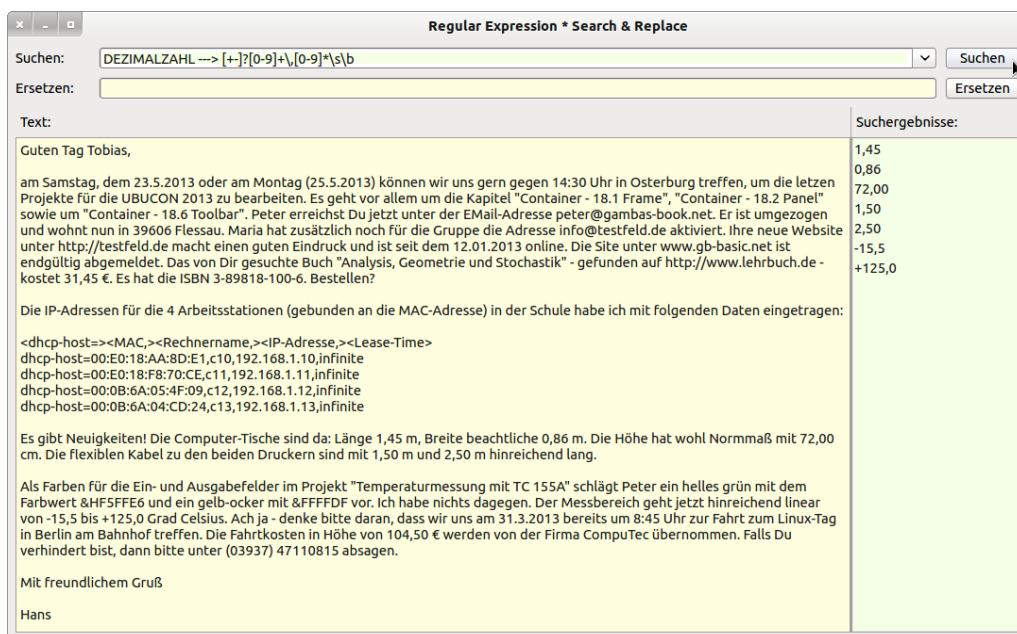 Regular Expression * Search & Replace
Suchen: DEZIMALZAHL ---> [+-]?[0-9]+\,[0-9]*\s\b Suchen
Ersetzen: Ersetzen
Text: Suchergebnisse:
Guten Tag Tobias,
am Samstag, dem 23.5.2013 oder am Montag (25.5.2013) können wir uns gern gegen 14:30 Uhr in Osterburg treffen, um die letzen
Projekte für die UBUCON 2013 zu bearbeiten. Es geht vor allem um die Kapitel "Container - 18.1 Frame", "Container - 18.2 Panel"
sowie um "Container - 18.6 Toolbar". Peter erreichst Du jetzt unter der EMail-Adresse peter@gambas-book.net. Er ist umgezogen
und wohnt nun in 39606 Flessau. Maria hat zusätzlich noch für die Gruppe die Adresse info@testfeld.de aktiviert. Ihre neue Website
unter http://testfeld.de macht einen guten Eindruck und ist seit dem 12.01.2013 online. Die Site unter www.gb-basic.net ist
endgültig abgemeldet. Das von Dir gesuchte Buch "Analysis, Geometrie und Stochastik" - gefunden auf http://www.lehrbuch.de -
kostet 31,45 €. Es hat die ISBN 3-89818-100-6. Bestellen?
Die IP-Adressen für die 4 Arbeitsstationen (gebunden an die MAC-Adresse) in der Schule habe ich mit folgenden Daten eingetragen:
<dhcp-host=><MAC,><Rechnername,><IP-Adresse,><Lease-Time>
dhcp-host=00:E0:18:AA:8D:E1,c10,192.168.1.10,infinite
dhcp-host=00:E0:18:F8:70:CE,c11,192.168.1.11,infinite
dhcp-host=00:0B:6A:05:4F:09,c12,192.168.1.12,infinite
dhcp-host=00:0B:6A:04:CD:24,c13,192.168.1.13,infinite
Es gibt Neuigkeiten! Die Computer-Tische sind da: Länge 1,45 m, Breite beachtliche 0,86 m. Die Höhe hat wohl Normmaß mit 72,00
cm. Die flexiblen Kabel zu den beiden Druckern sind mit 1,50 m und 2,50 m hinreichend lang.
Als Farben für die Ein- und Ausgabefelder im Projekt "Temperaturmessung mit TC 155A" schlägt Peter ein helles grün mit dem
Farbwert &HF5FFE6 und ein gelb-ocker mit &FFFFDF vor. Ich habe nichts dagegen. Der Messbereich geht jetzt hinreichend linear
von -15,5 bis +125,0 Grad Celsius. Ach ja - denke bitte daran, dass wir uns am 31.3.2013 bereits um 8:45 Uhr zur Fahrt zum Linux-Tag
in Berlin am Bahnhof treffen. Die Fahrtkosten in Höhe von 104,50 € werden von der Firma CompuTec übernommen. Falls Du
verhindert bist, dann bitte unter (03937) 47110815 absagen.
Mit freundlichem Gruß
Hans
1,45
0,86
72,00
1,50
2,50
-15,5
+125,0